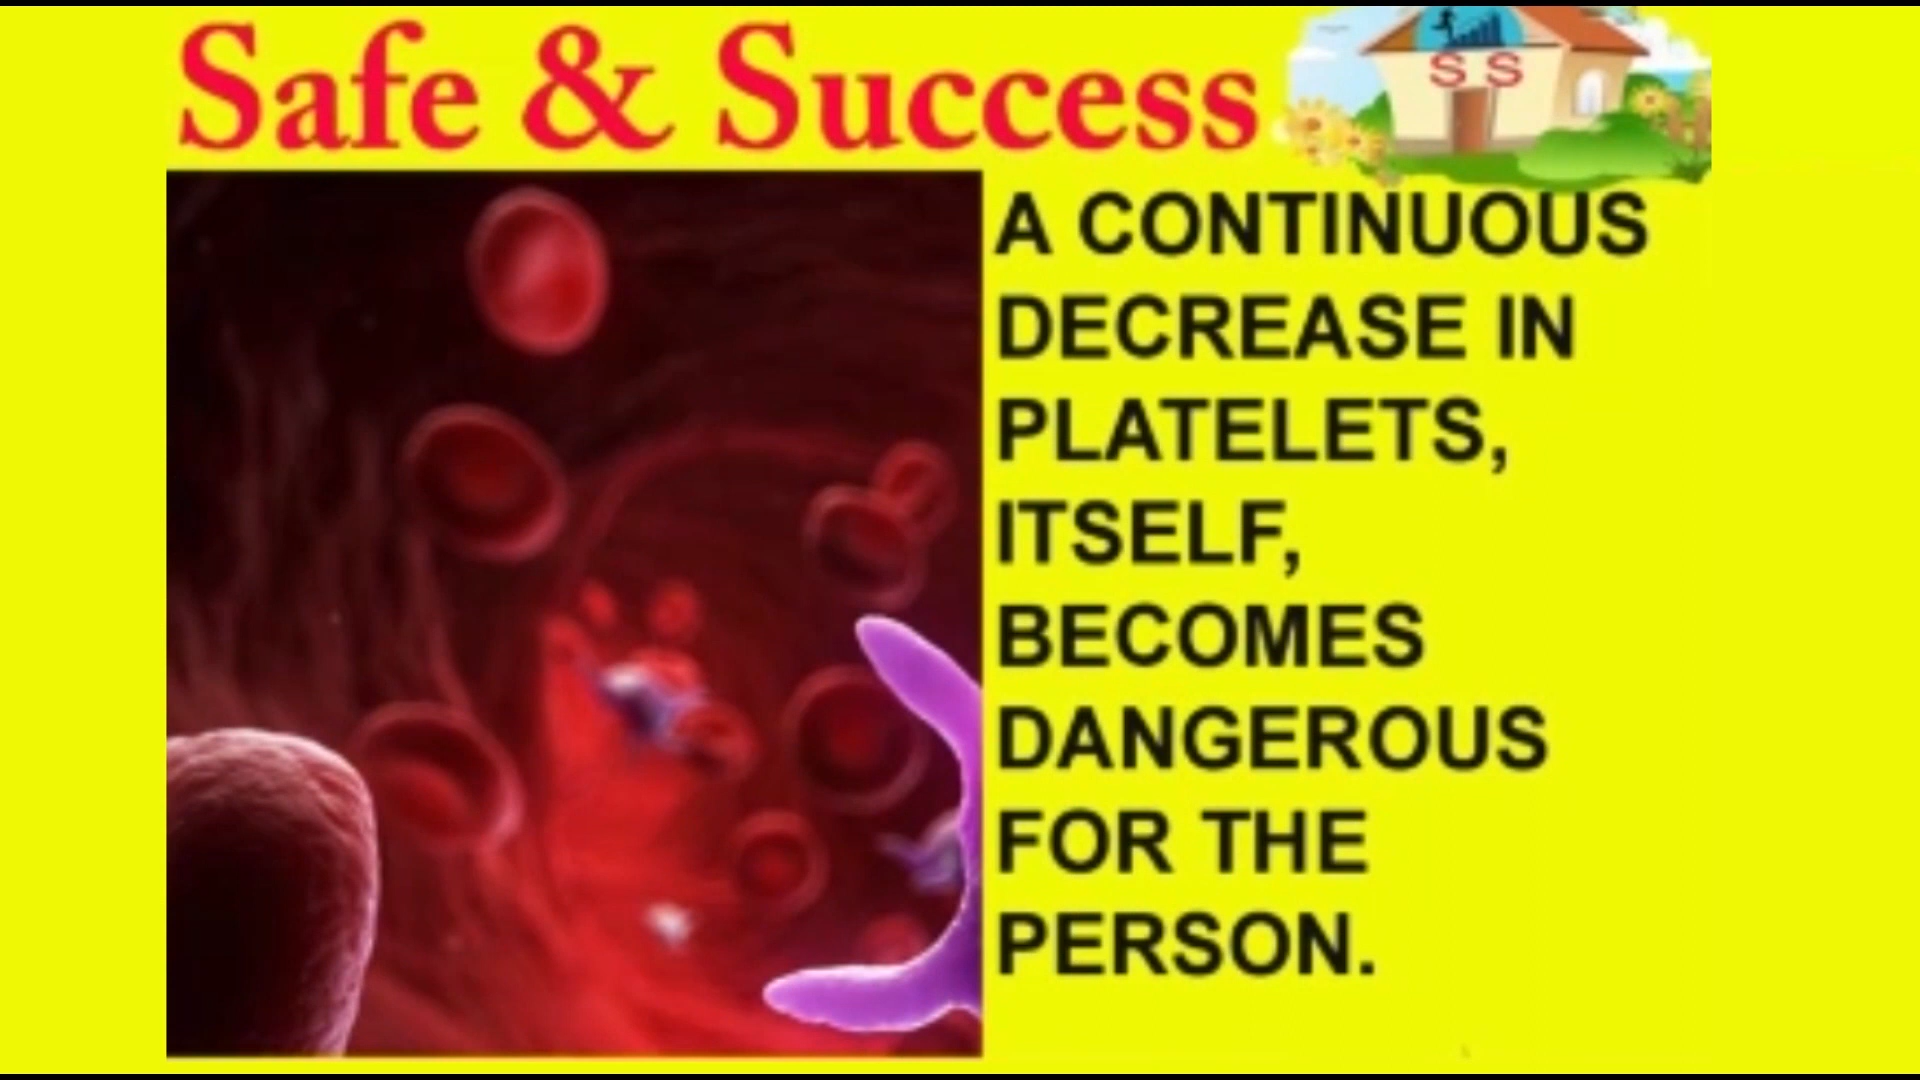 Safe & Success
S S
A CONTINUOUS
DECREASE IN
PLATELETS,
ITSELF,
BECOMES
DANGEROUS
FOR THE
PERSON.